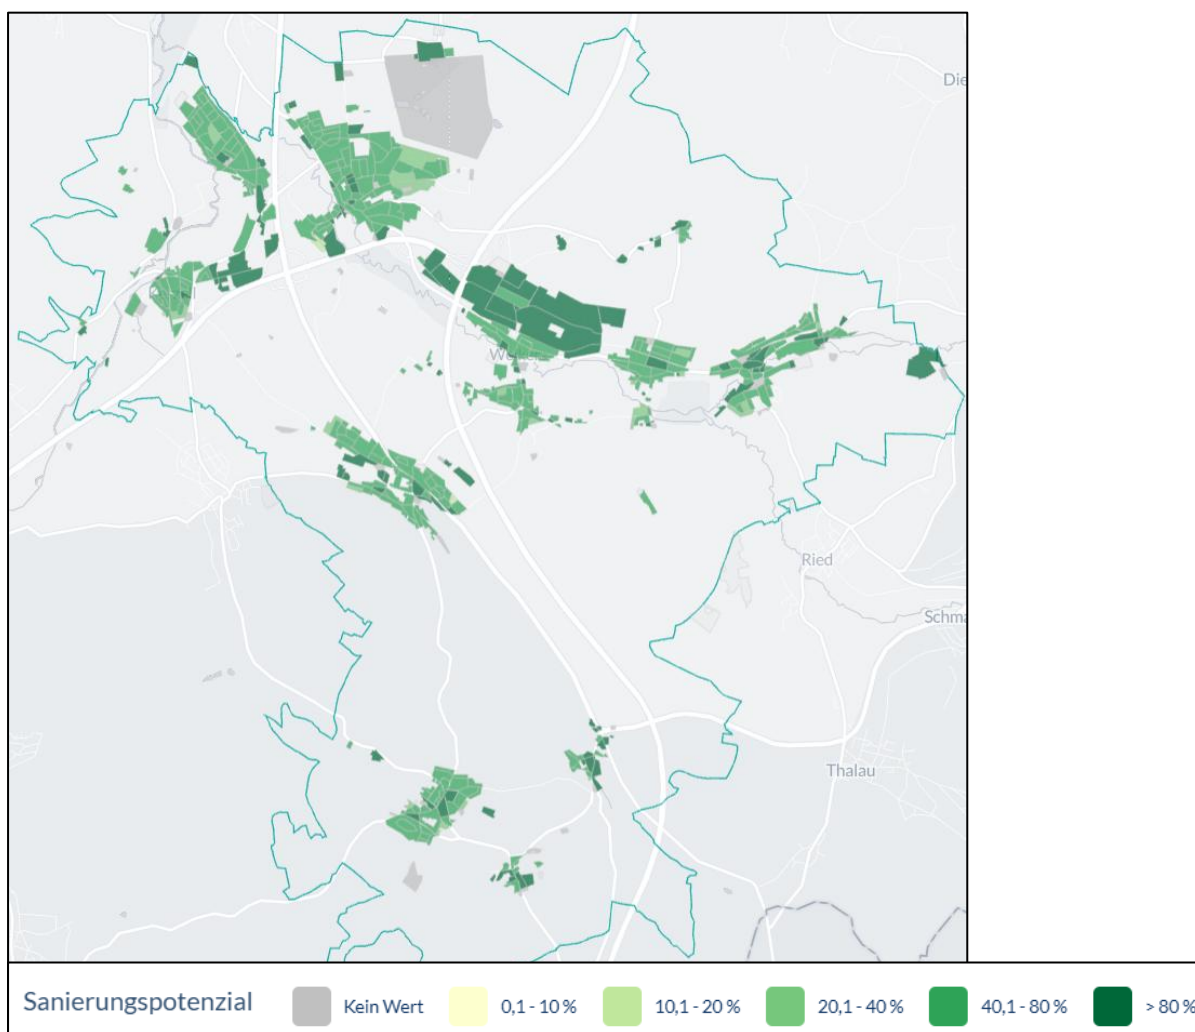 Die
Ried
Schma
Thalau
Sanierungspotenzial
Kein Wert
0,1 - 10 %
10,1 - 20 %
20,1 - 40 %
40,1 - 80 %
> 80 %